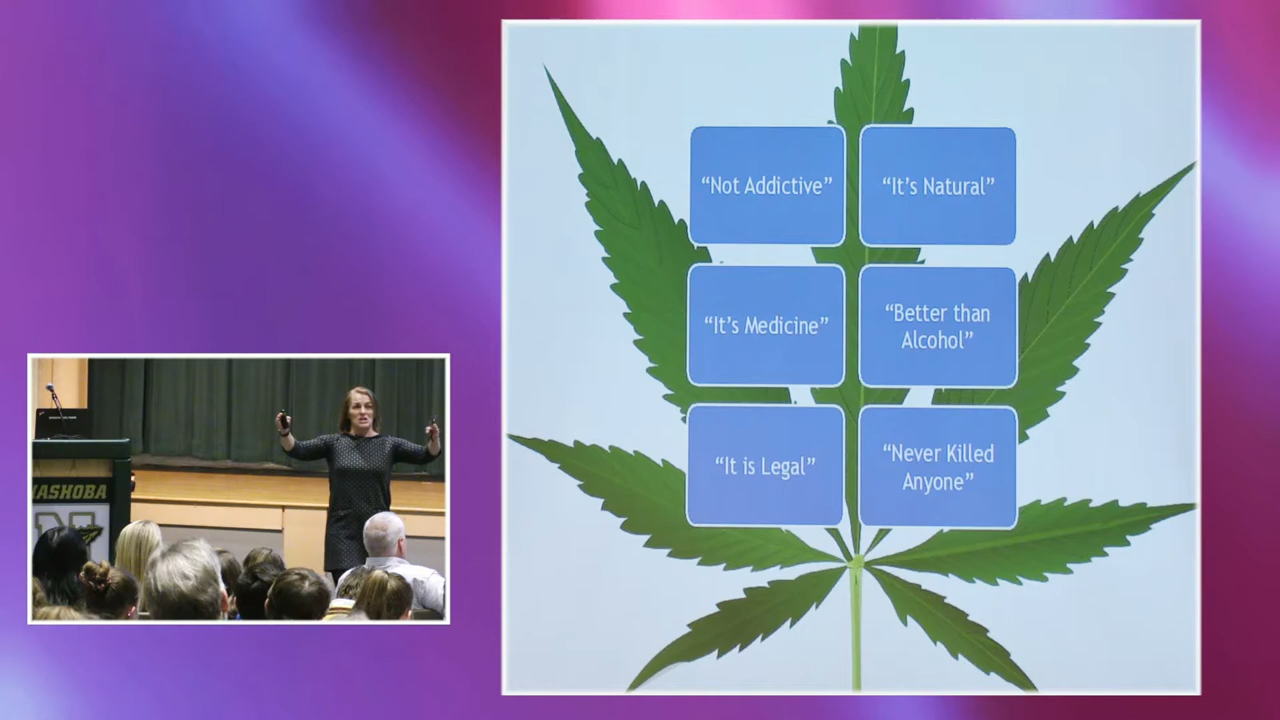 “Not Addictive”
“It’s Natural”
“It’s Medicine”
“Better than
Alcohol”
“It is Legal”
“Never Killed
Anyone”
NASHOBA
N